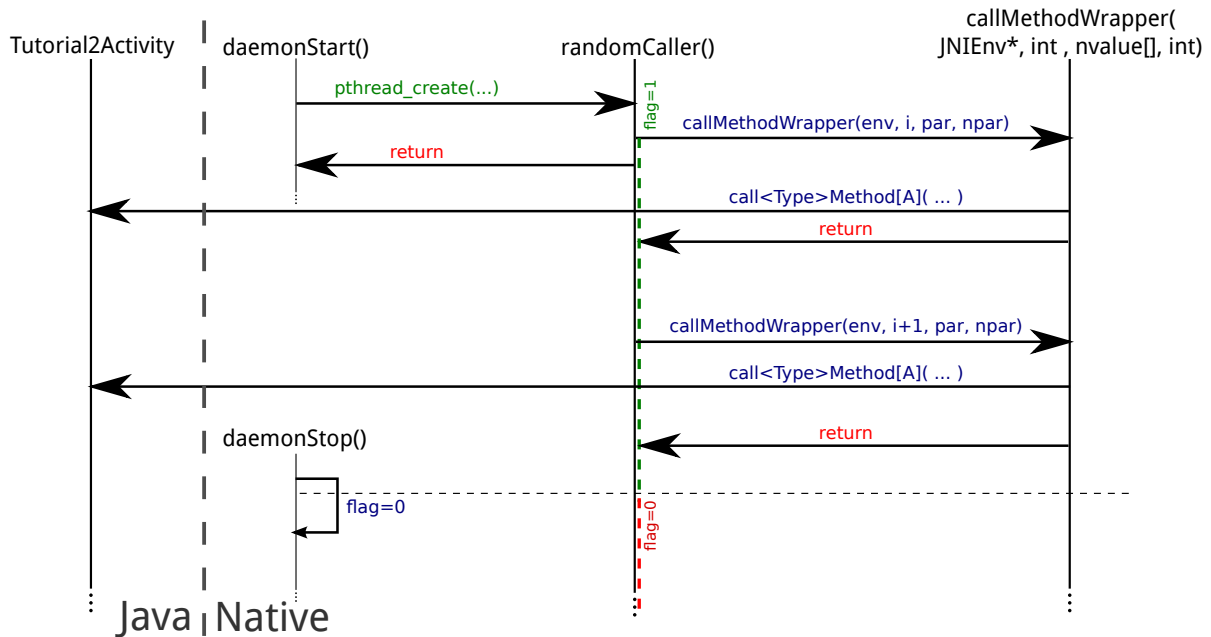 callMethodWrapper(
JNIEnv*, int , nvalue[], int)
Tutorial2Activity
daemonStart()
randomCaller()
pthread_create(...)
flag=1
callMethodWrapper(env, i, par, npar)
return
call<Type>Method[A]( ... )
return
callMethodWrapper(env, i+1, par, npar)
call<Type>Method[A]( ... )
daemonStop()
return
flag=0
flag=0
Java
Native